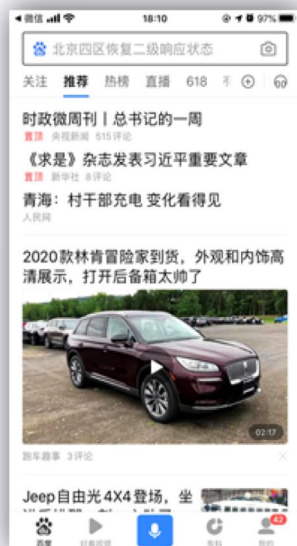 微信 18:10 97%
北京四区恢复二级响应状态
关注 推荐 热榜 直播 618
时政微周刊丨总书记的一周
置顶 央视新闻 515评论
《求是》杂志发表习近平重要文章
置顶 新华社 8评论
青海：村干部充电 变化看得见
人民网
2020款林肯冒险家到货，外观和内饰高
清展示，打开后备箱太帅了
02:17
跑车趣事 3评论
Jeep自由光4X4登场，坐
百度 好看视频 百科 42 我的